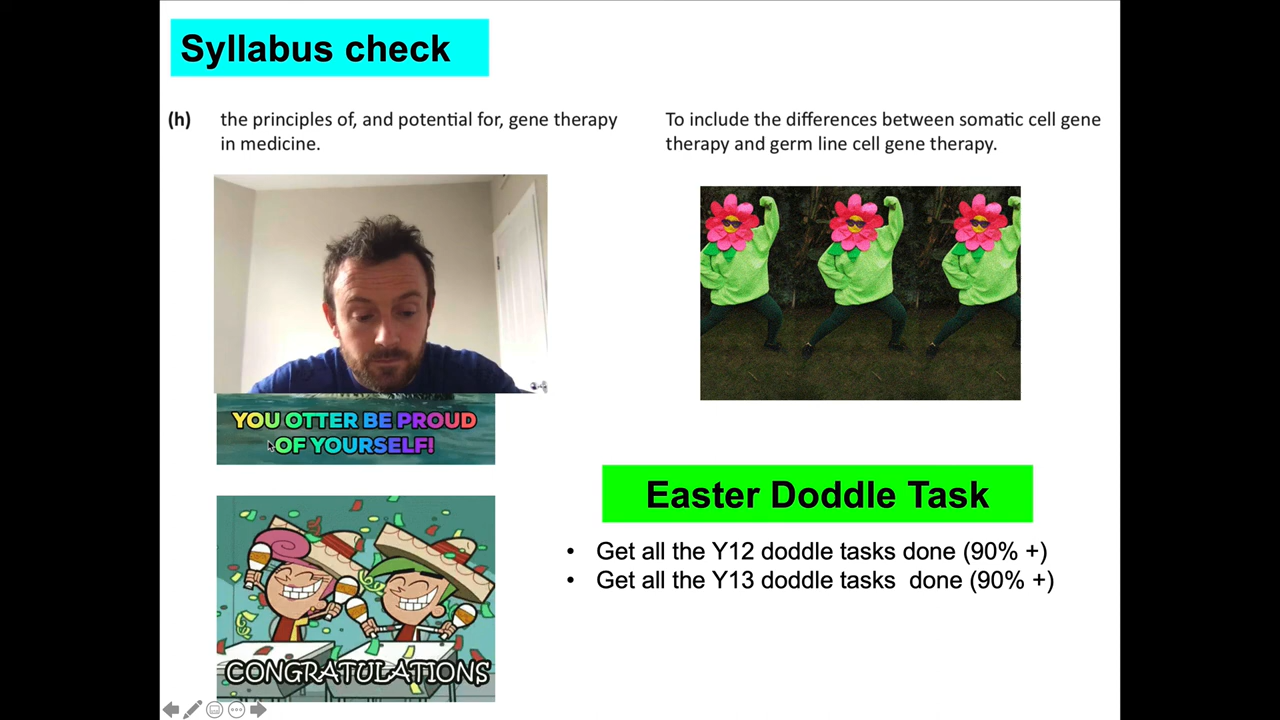 Syllabus check
(h) the principles of, and potential for, gene therapy
in medicine.
To include the differences between somatic cell gene
therapy and germ line cell gene therapy.
YOU OTTER BE PROUD
OF YOURSELF!
CONGRATULATIONS
Easter Doddle Task
• Get all the Y12 doddle tasks done (90% +)
• Get all the Y13 doddle tasks  done (90% +)